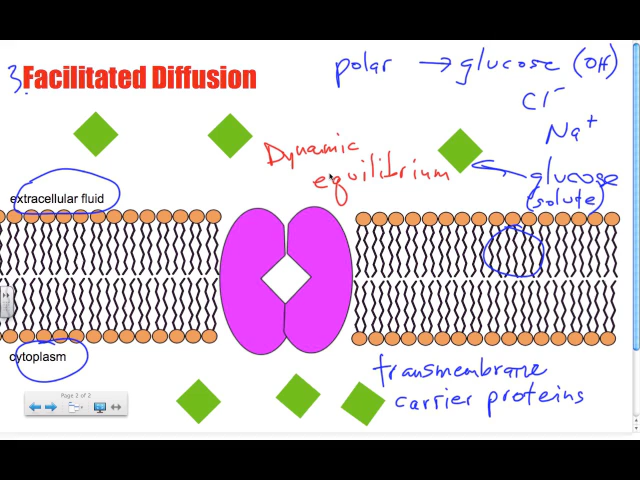 3. Facilitated Diffusion
polar → glucose (OH)
Cl⁻
Na⁺
Dynamic
equilibrium
glucose
(solute)
extracellular fluid
cytoplasm
transmembrane
carrier proteins
Page 2 of 2